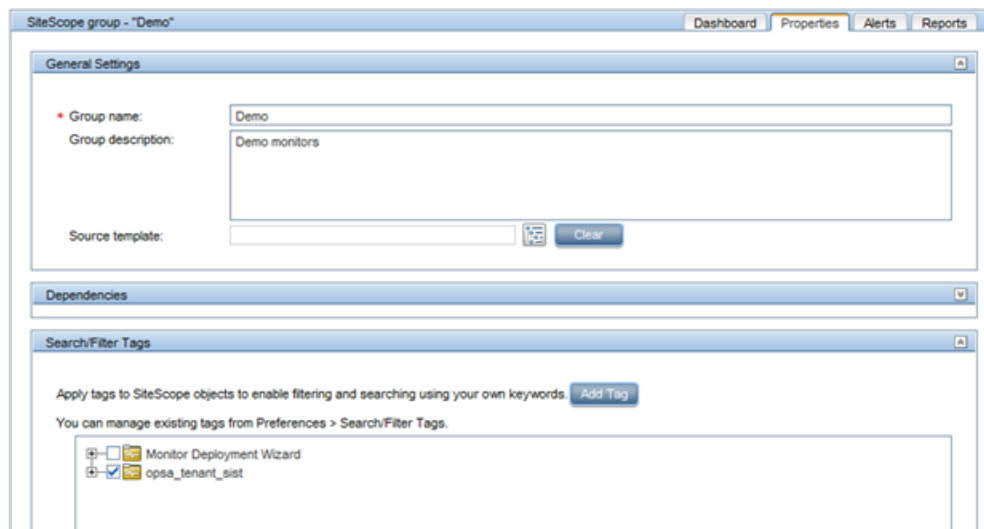 SiteScope group - "Demo" Dashboard Properties Alerts Reports
General Settings
* Group name: Demo
Group description: Demo monitors
Source template: Clear
Dependencies
Search/Filter Tags
Apply tags to SiteScope objects to enable filtering and searching using your own keywords. Add Tag
You can manage existing tags from Preferences > Search/Filter Tags.
Monitor Deployment Wizard
opsa_tenant_sist